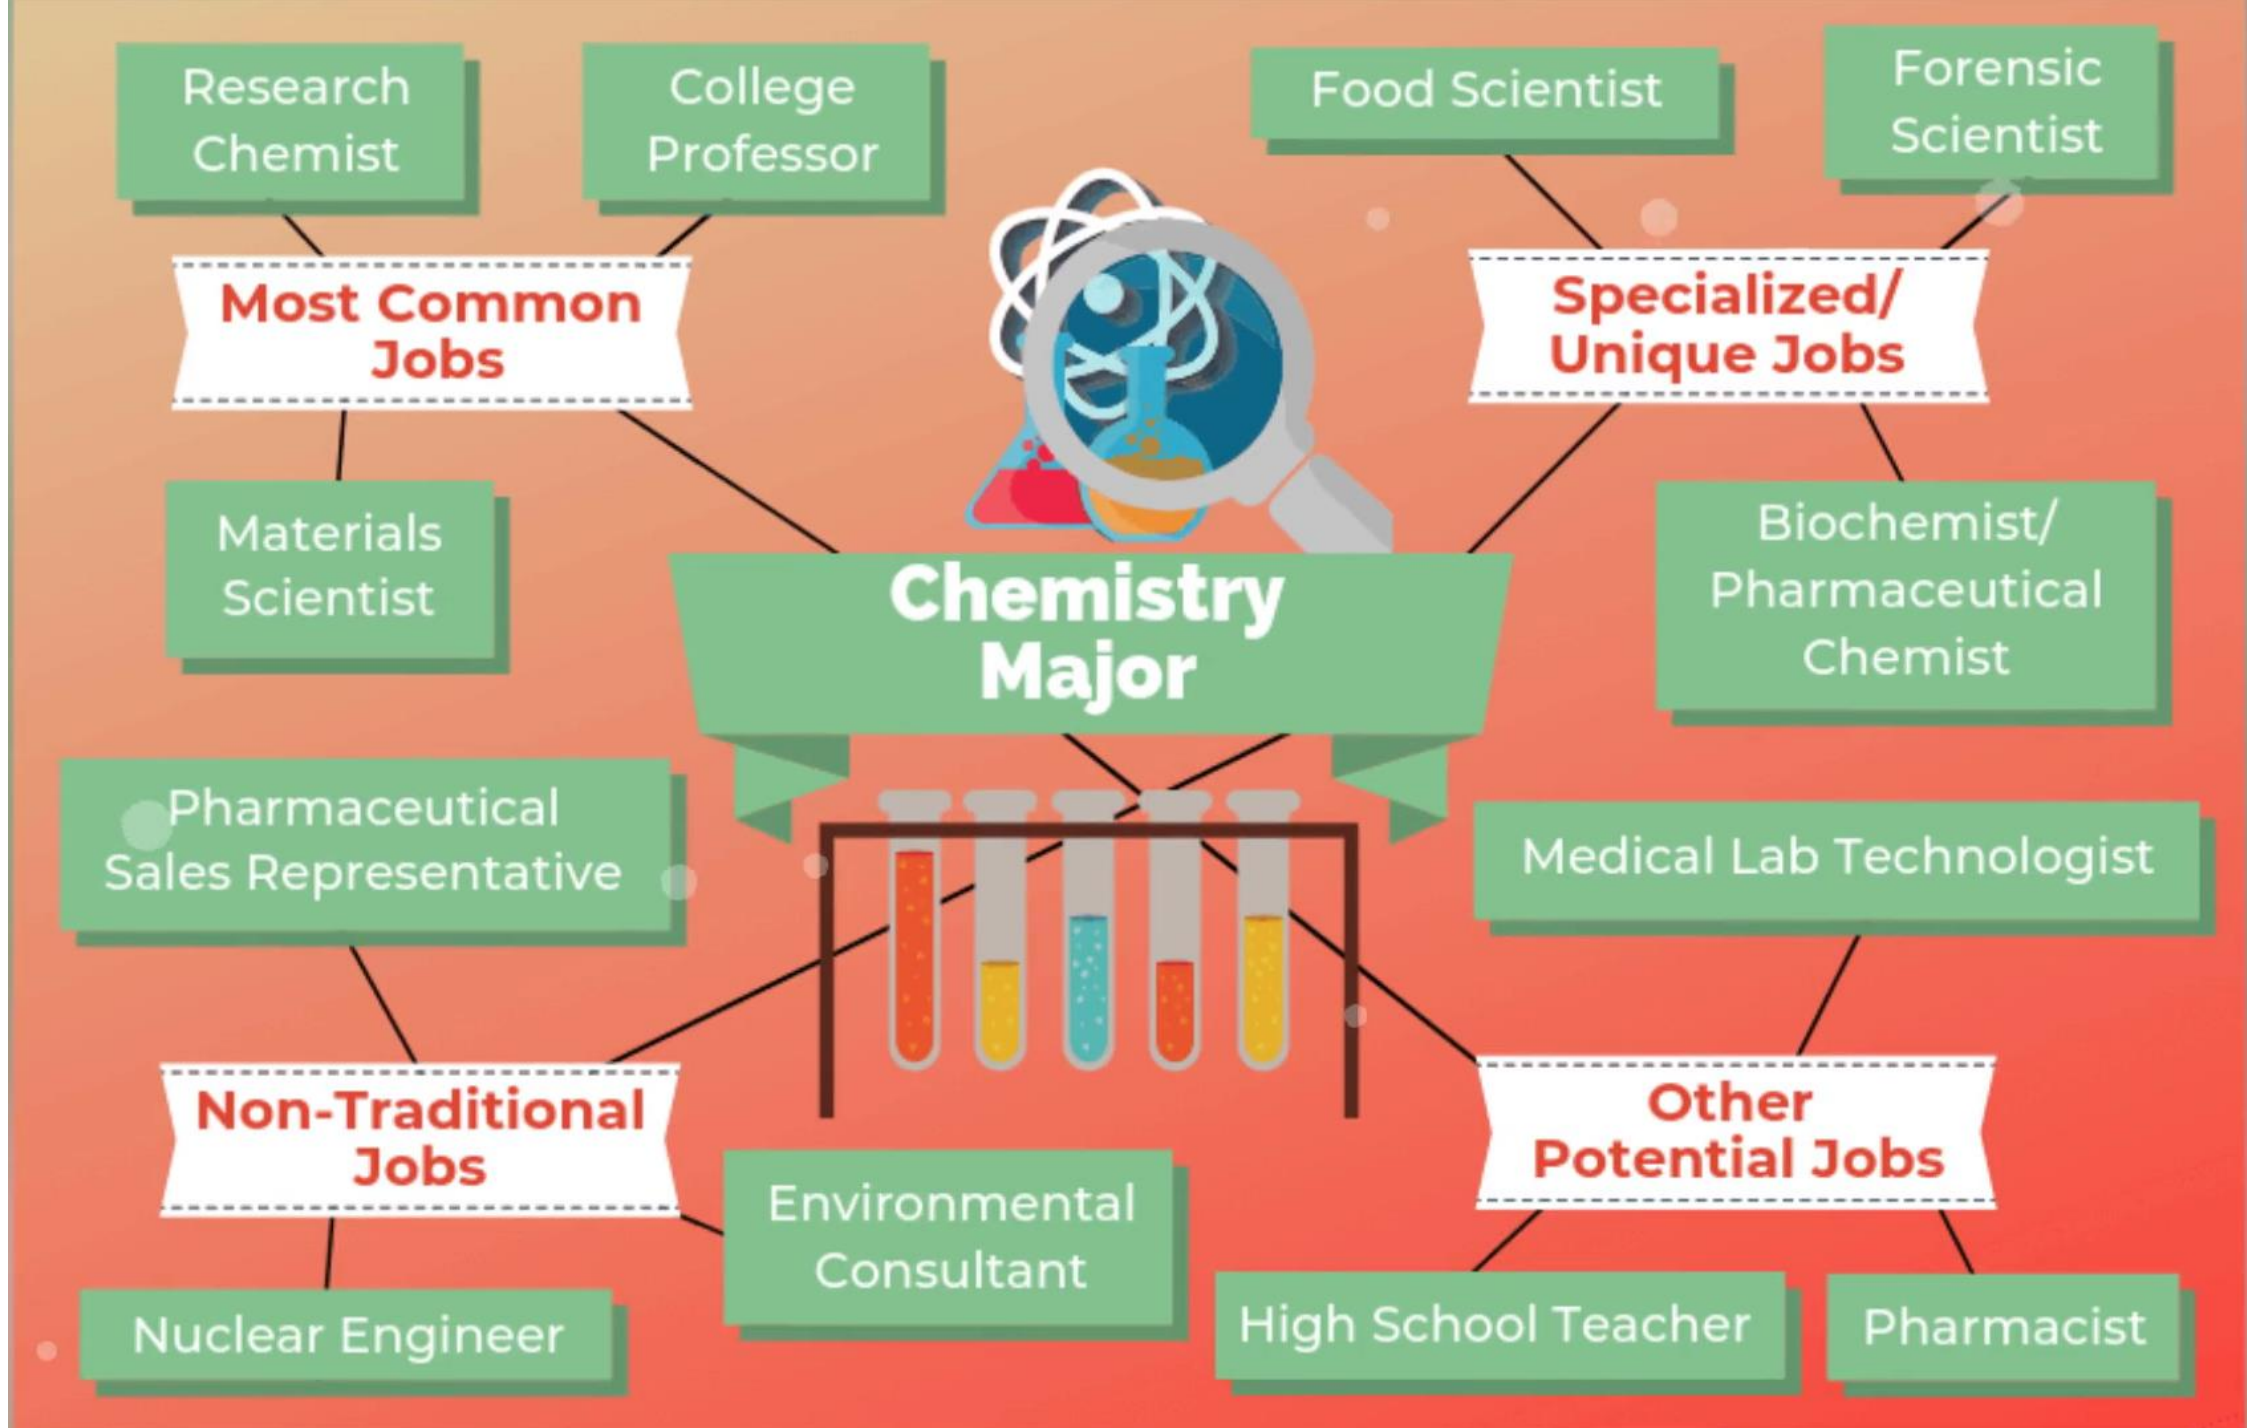 Research
Chemist
College
Professor
Food Scientist
Forensic
Scientist
Most Common
Jobs
Specialized/
Unique Jobs
Materials
Scientist
Biochemist/
Pharmaceutical
Chemist
Chemistry
Major
Pharmaceutical
Sales Representative
Medical Lab Technologist
Non-Traditional
Jobs
Other
Potential Jobs
Environmental
Consultant
Nuclear Engineer
High School Teacher
Pharmacist